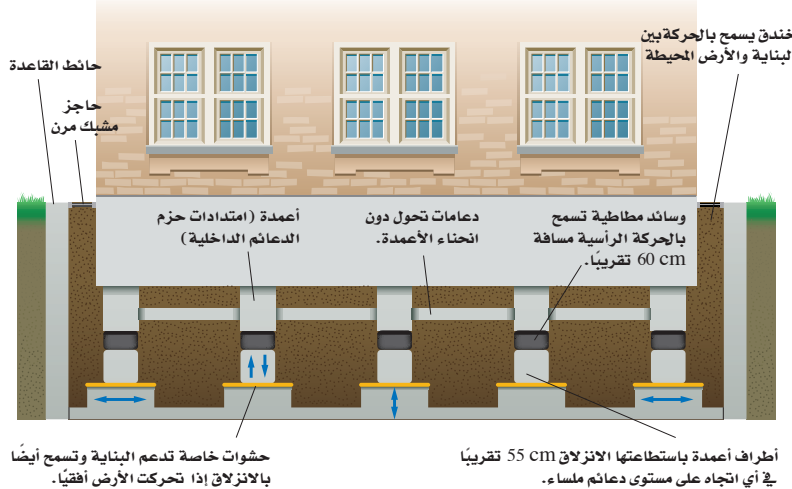 خندق يسمح بالحركة بين
البناية والأرض المحيطة
حائط القاعدة
حاجز
مشبك مرن
وسائد مطاطية تسمح
بالحركة الرأسية مسافة
60 cm تقريبًا.
دعامات تحول دون
انحناء الأعمدة.
أعمدة (امتدادات حزم
الدعائم الداخلية)
أطراف أعمدة باستطاعتها الانزلاق 55 cm تقريبًا
في أي اتجاه على مستوى دعائم ملساء.
حشوات خاصة تدعم البناية وتسمح أيضًا
بالانزلاق إذا تحركت الأرض أفقيًا.